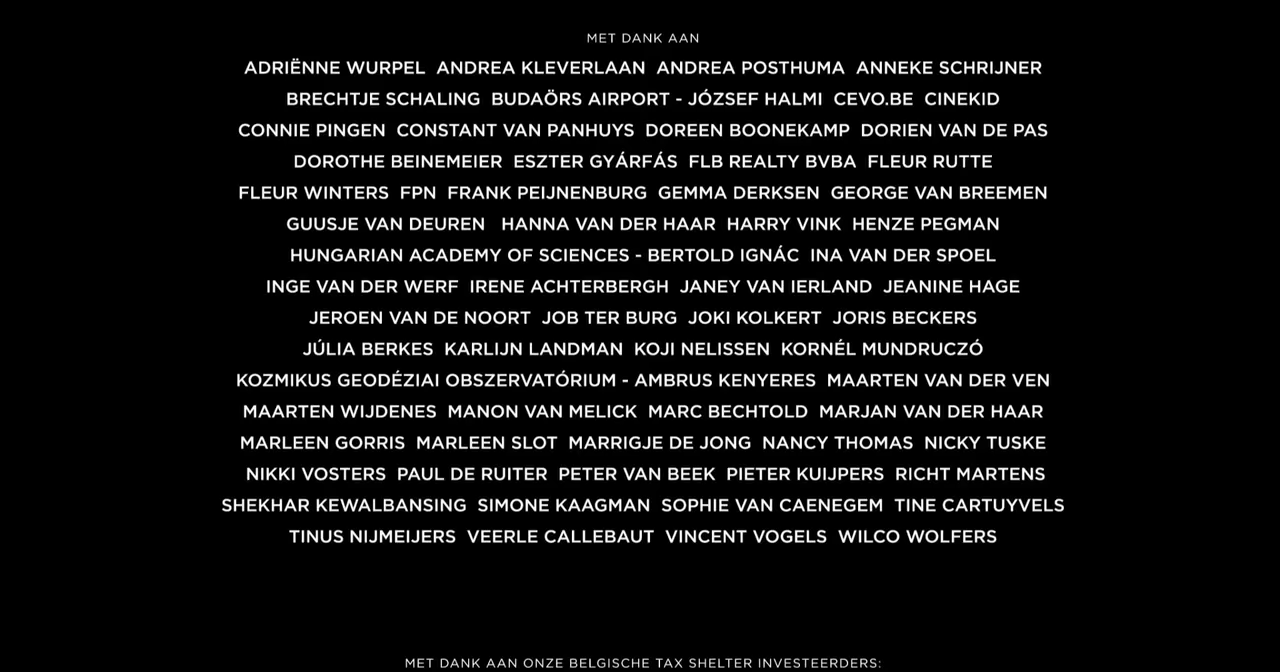 MET DANK AAN
ADRIËNNE WURPEL ANDREA KLEVERLAAN ANDREA POSTHUMA ANNEKE SCHRIJNER
BRECHTJE SCHALING BUDAÖRS AIRPORT - JÓZSEF HALMI CEVO.BE CINEKID
CONNIE PINGEN CONSTANT VAN PANHUYS DOREEN BOONEKAMP DORIEN VAN DE PAS
DOROTHE BEINEMEIER ESZTER GYÁRFÁS FLB REALTY BVBA FLEUR RUTTE
FLEUR WINTERS FPN FRANK PEIJNENBURG GEMMA DERKSEN GEORGE VAN BREEMEN
GUUSJE VAN DEUREN HANNA VAN DER HAAR HARRY VINK HENZE PEGMAN
HUNGARIAN ACADEMY OF SCIENCES - BERTOLD IGNÁC INA VAN DER SPOEL
INGE VAN DER WERF IRENE ACHTERBERGH JANEY VAN IERLAND JEANINE HAGE
JEROEN VAN DE NOORT JOB TER BURG JOKI KOLKERT JORIS BECKERS
JÚLIA BERKES KARLIJN LANDMAN KOJI NELISSEN KORNÉL MUNDRUCZÓ
KOZMIKUS GEODÉZIAI OBSZERVATÓRIUM - AMBRUS KENYERES MAARTEN VAN DER VEN
MAARTEN WIJDENES MANON VAN MELICK MARC BECHTOLD MARJAN VAN DER HAAR
MARLEEN GORRIS MARLEEN SLOT MARRIGJE DE JONG NANCY THOMAS NICKY TUSKE
NIKKI VOSTERS PAUL DE RUITER PETER VAN BEEK PIETER KUIJPERS RICHT MARTENS
SHEKHAR KEWALBANSING SIMONE KAAGMAN SOPHIE VAN CAENEGEM TINE CARTUYVELS
TINUS NIJMEIJERS VEERLE CALLEBAUT VINCENT VOGELS WILCO WOLFERS
MET DANK AAN ONZE BELGISCHE TAX SHELTER INVESTEERDERS: